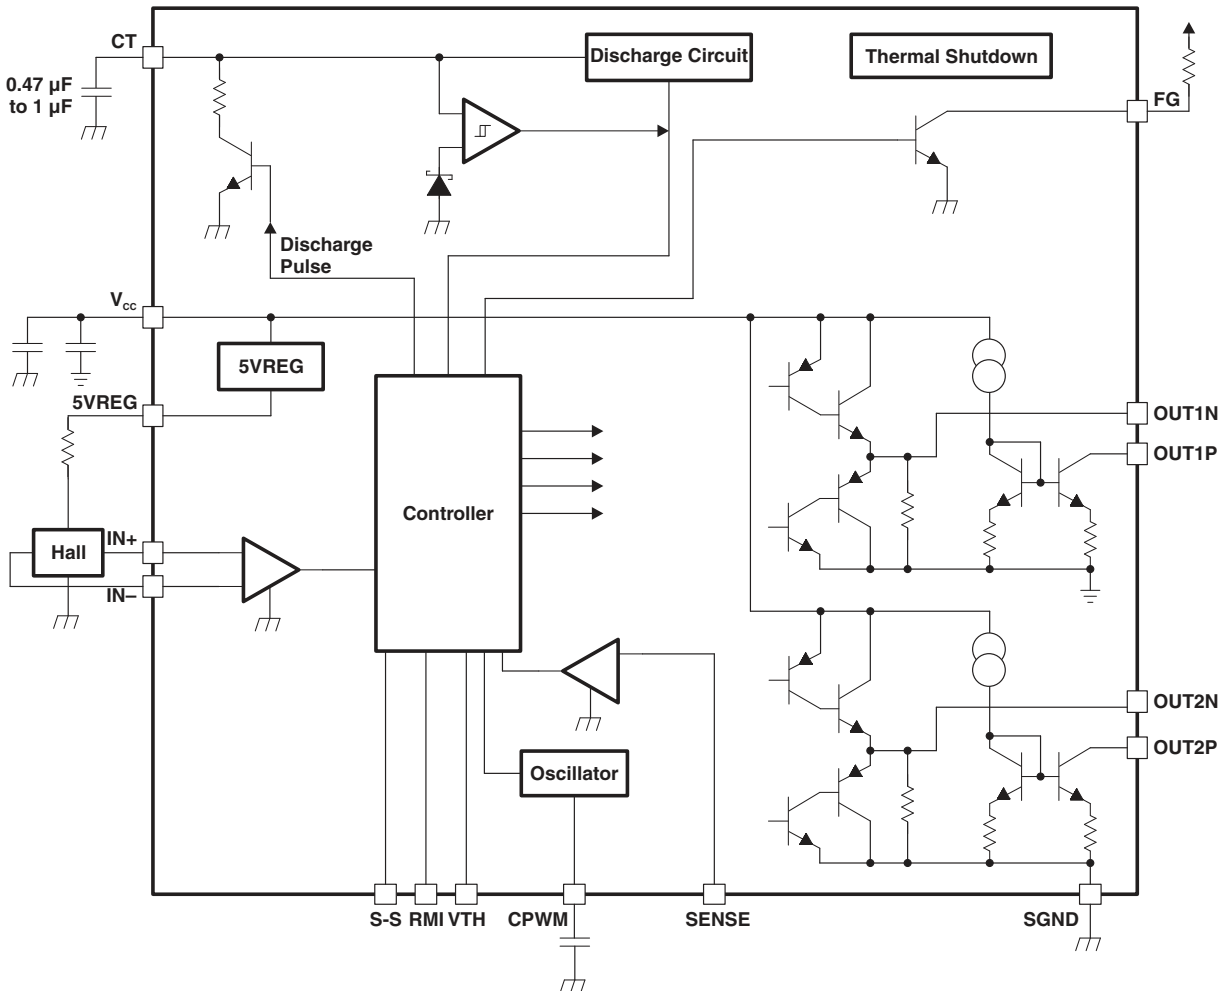 CT
Discharge Circuit
Thermal Shutdown
0.47 µF
to 1 µF
FG
Discharge
Pulse
Vcc
5VREG
5VREG
OUT1N
OUT1P
Controller
Hall
IN+
IN–
OUT2N
OUT2P
Oscillator
S-S
RMI
VTH
CPWM
SENSE
SGND